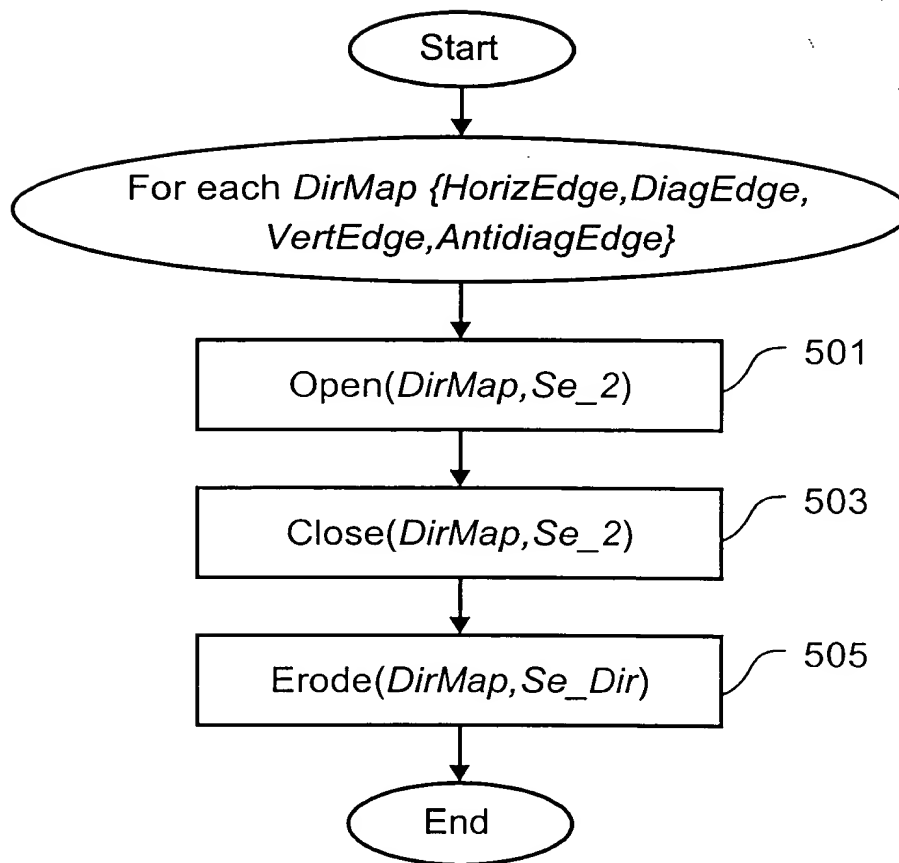 Start
For each DirMap {HorizEdge,DiagEdge,
VertEdge,AntidiagEdge}
Open(DirMap,Se_2)
501
Close(DirMap,Se_2)
503
Erode(DirMap,Se_Dir)
505
End